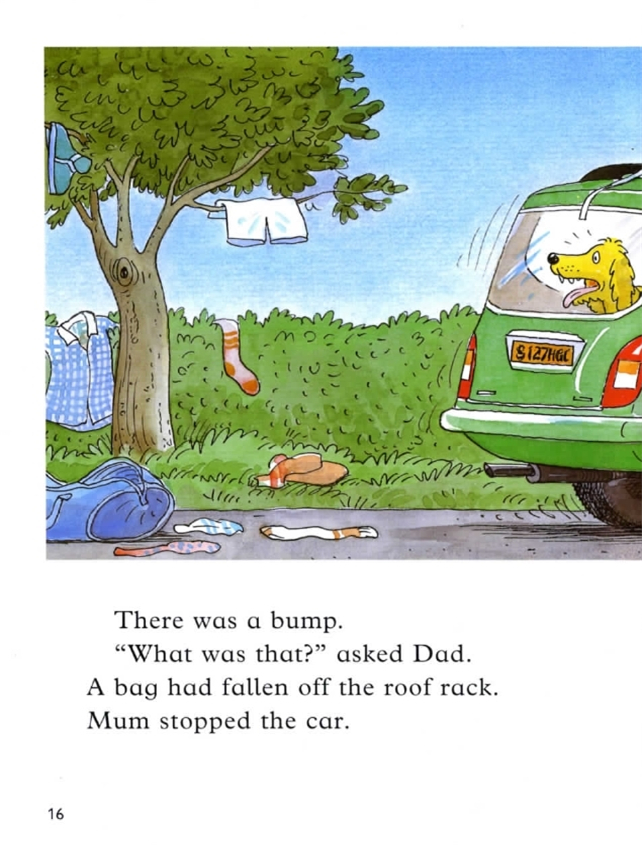 S127HGC
There was a bump.
“What was that?” asked Dad.
A bag had fallen off the roof rack.
Mum stopped the car.
16